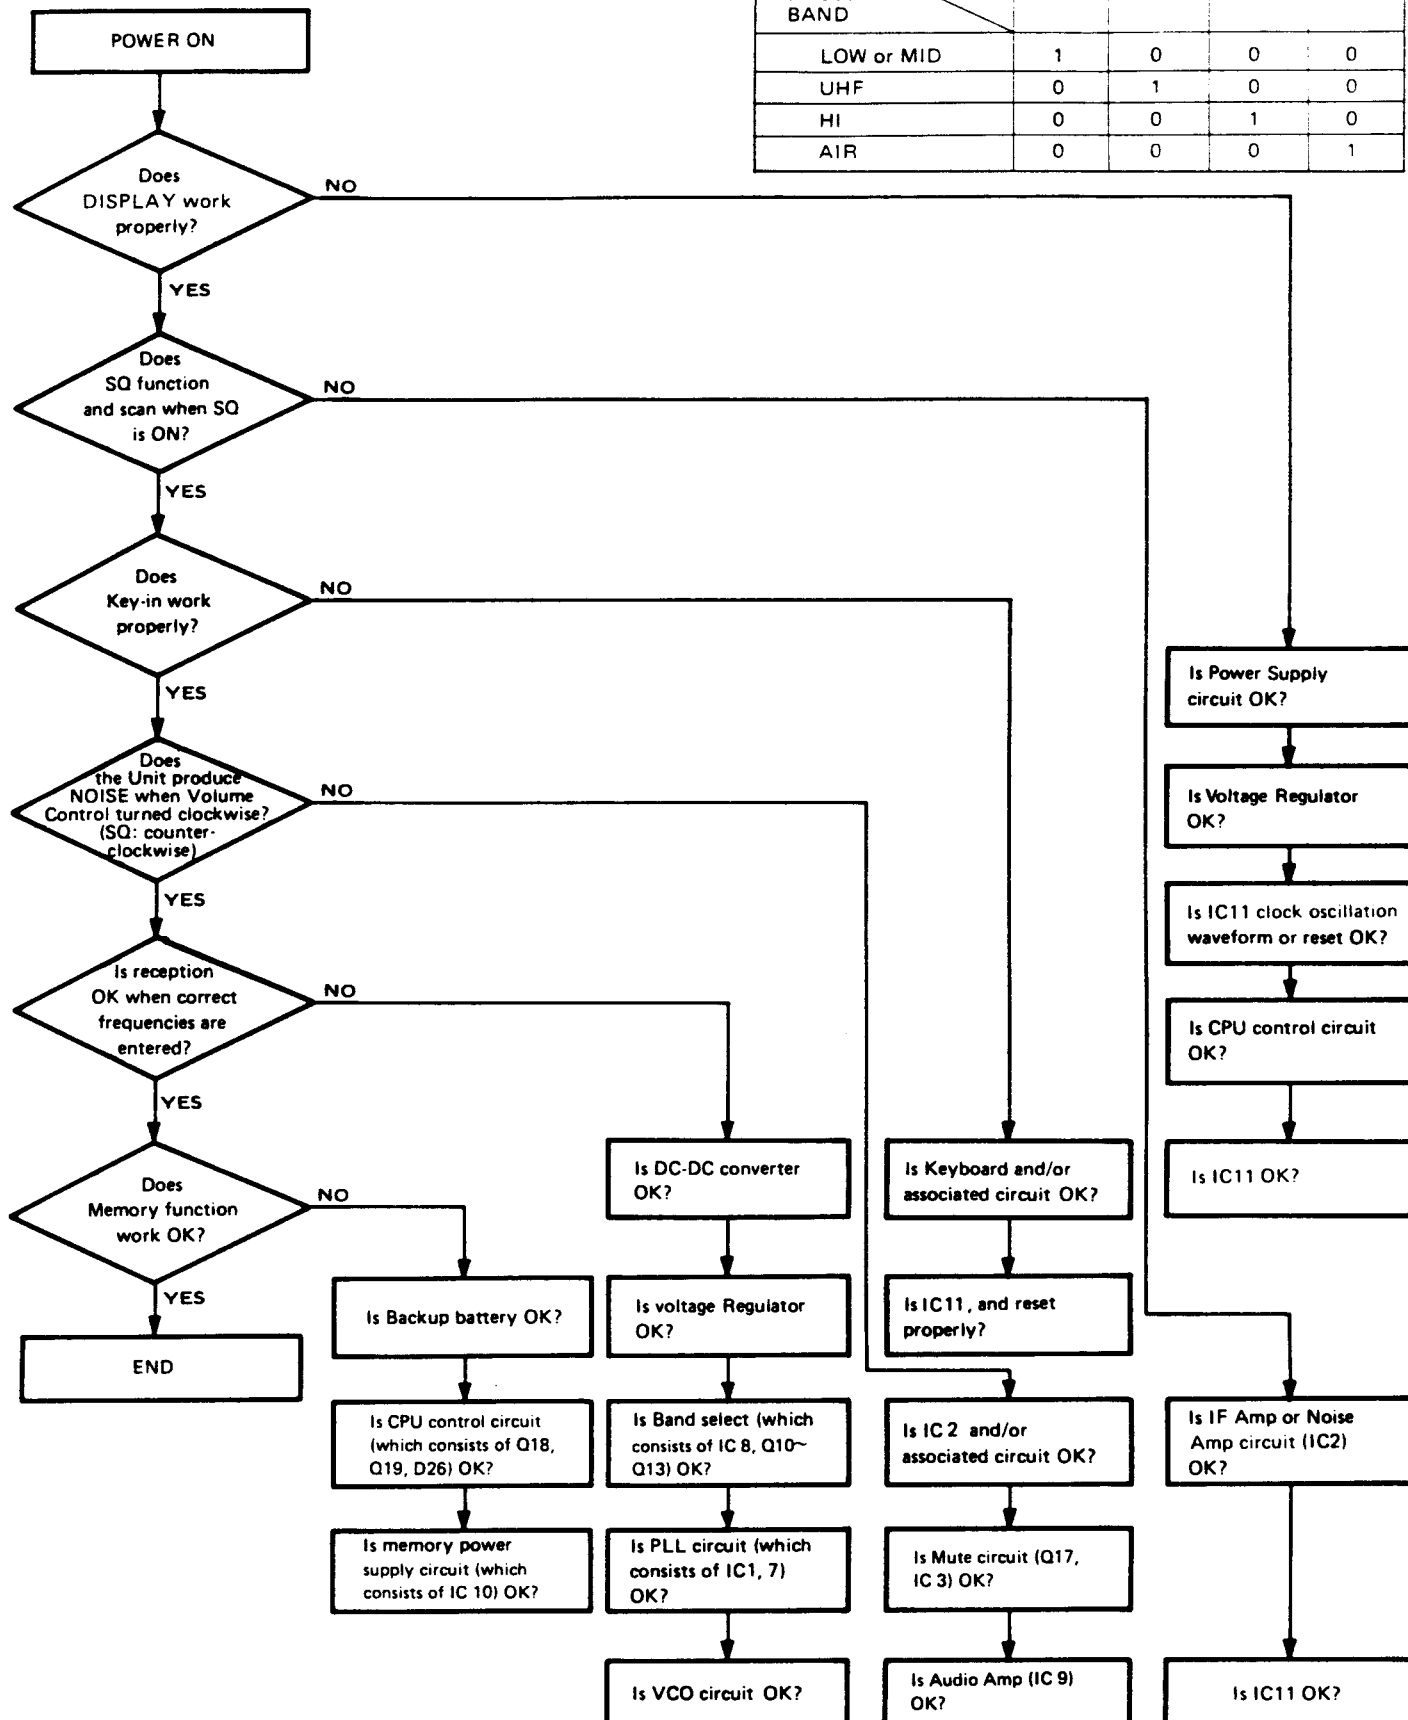 BAND
LOW or MID 1 0 0 0
UHF 0 1 0 0
HI 0 0 1 0
AIR 0 0 0 1
POWER ON
Does
DISPLAY work
properly?
NO
YES
Does
SQ function
and scan when SQ
is ON?
NO
YES
Does
Key-in work
properly?
NO
YES
Does
the Unit produce
NOISE when Volume
Control turned clockwise?
(SQ: counter-
clockwise)
NO
YES
Is reception
OK when correct
frequencies are
entered?
NO
YES
Does
Memory function
work OK?
NO
YES
END
Is Backup battery OK?
Is CPU control circuit
(which consists of Q18,
Q19, D26) OK?
Is memory power
supply circuit (which
consists of IC 10) OK?
Is DC-DC converter
OK?
Is voltage Regulator
OK?
Is Band select (which
consists of IC 8, Q10~
Q13) OK?
Is PLL circuit (which
consists of IC1, 7)
OK?
Is VCO circuit OK?
Is Keyboard and/or
associated circuit OK?
Is IC11, and reset
properly?
Is IC 2 and/or
associated circuit OK?
Is Mute circuit (Q17,
IC 3) OK?
Is Audio Amp (IC 9)
OK?
Is Power Supply
circuit OK?
Is Voltage Regulator
OK?
Is IC11 clock oscillation
waveform or reset OK?
Is CPU control circuit
OK?
Is IC11 OK?
Is IF Amp or Noise
Amp circuit (IC2)
OK?
Is IC11 OK?